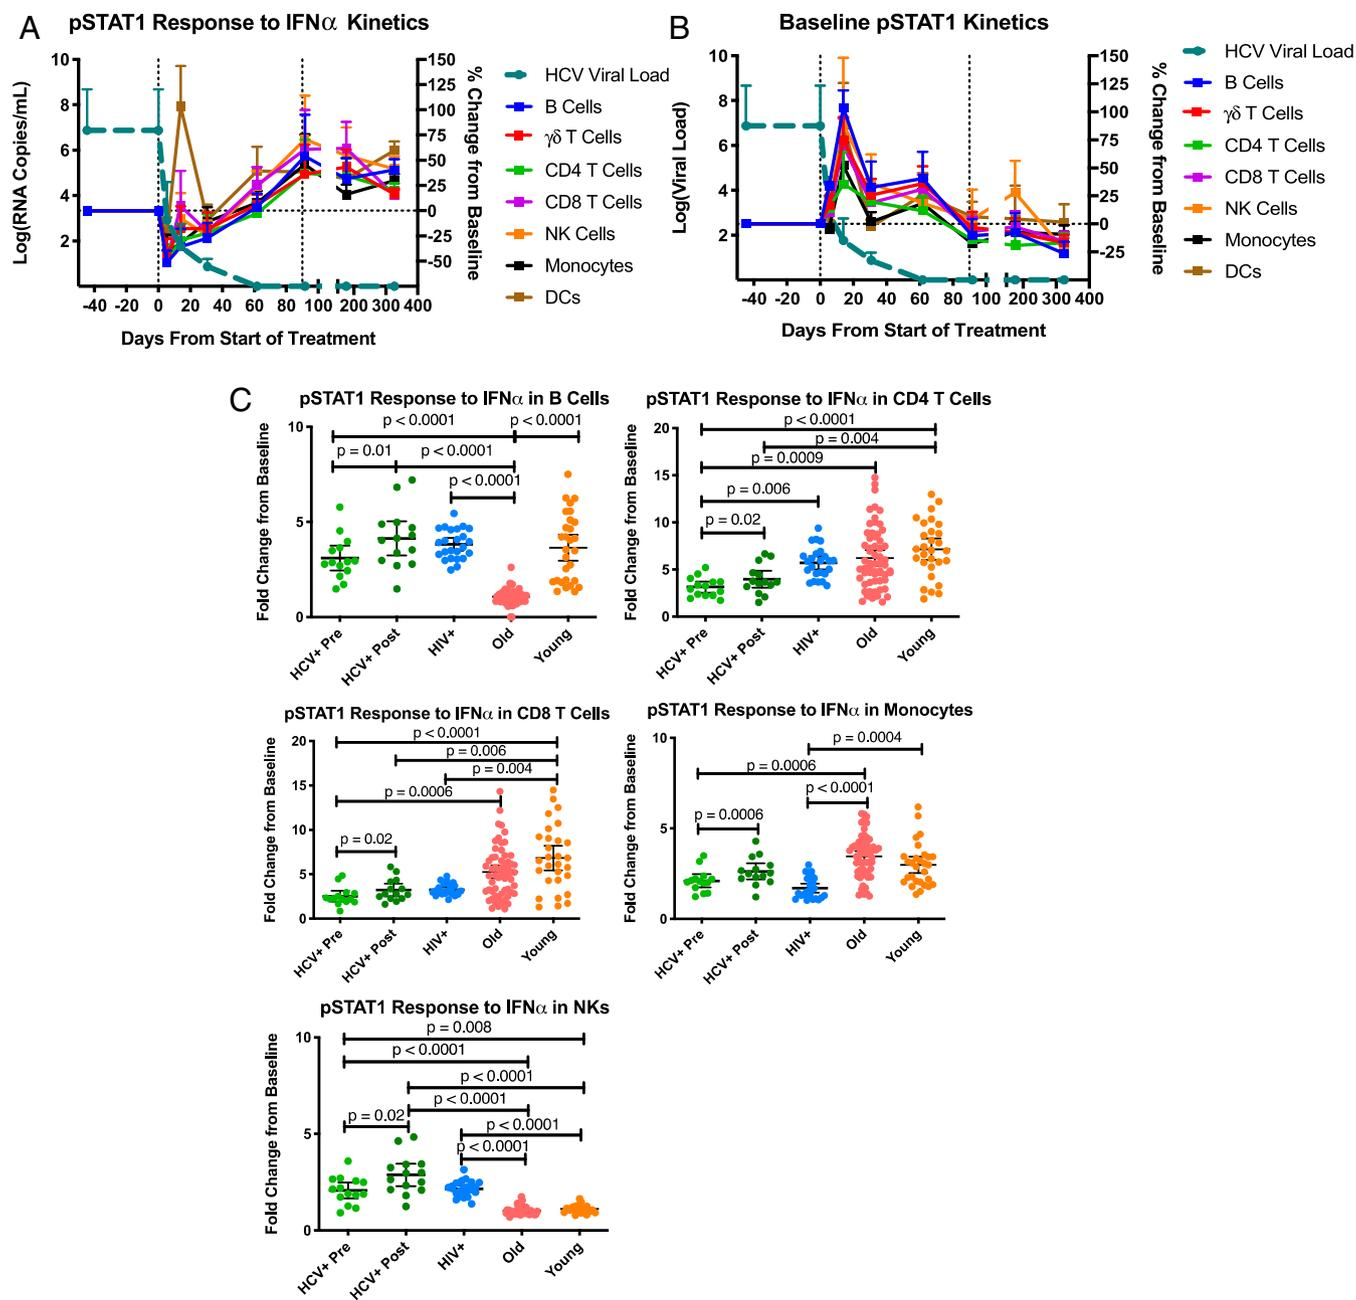 A
pSTAT1 Response to IFNα Kinetics
Log(RNA Copies/mL)
10
8
6
4
2
150
125
100
75
50
25
0
-25
-50
% Change from Baseline
-40 -20 0 20 40 60 80 100 200 300 400
Days From Start of Treatment
HCV Viral Load
B Cells
γδ T Cells
CD4 T Cells
CD8 T Cells
NK Cells
Monocytes
DCs
B
Baseline pSTAT1 Kinetics
Log(Viral Load)
10
8
6
4
2
150
125
100
75
50
25
0
-25
% Change from Baseline
-40 -20 0 20 40 60 80 100 200 300 400
Days From Start of Treatment
HCV Viral Load
B Cells
γδ T Cells
CD4 T Cells
CD8 T Cells
NK Cells
Monocytes
DCs
C
pSTAT1 Response to IFNα in B Cells
Fold Change from Baseline
10
5
0
p < 0.0001
p < 0.0001
p = 0.01
p < 0.0001
p < 0.0001
HCV+ Pre
HCV+ Post
HIV+
Old
Young
pSTAT1 Response to IFNα in CD4 T Cells
Fold Change from Baseline
20
15
10
5
0
p < 0.0001
p = 0.004
p = 0.0009
p = 0.006
p = 0.02
HCV+ Pre
HCV+ Post
HIV+
Old
Young
pSTAT1 Response to IFNα in CD8 T Cells
Fold Change from Baseline
20
15
10
5
0
p < 0.0001
p = 0.006
p = 0.004
p = 0.0006
p = 0.02
HCV+ Pre
HCV+ Post
HIV+
Old
Young
pSTAT1 Response to IFNα in Monocytes
Fold Change from Baseline
10
5
0
p = 0.0004
p = 0.0006
p < 0.0001
p = 0.0006
HCV+ Pre
HCV+ Post
HIV+
Old
Young
pSTAT1 Response to IFNα in NKs
Fold Change from Baseline
10
5
0
p = 0.008
p < 0.0001
p < 0.0001
p < 0.0001
p = 0.02
p < 0.0001
p < 0.0001
HCV+ Pre
HCV+ Post
HIV+
Old
Young